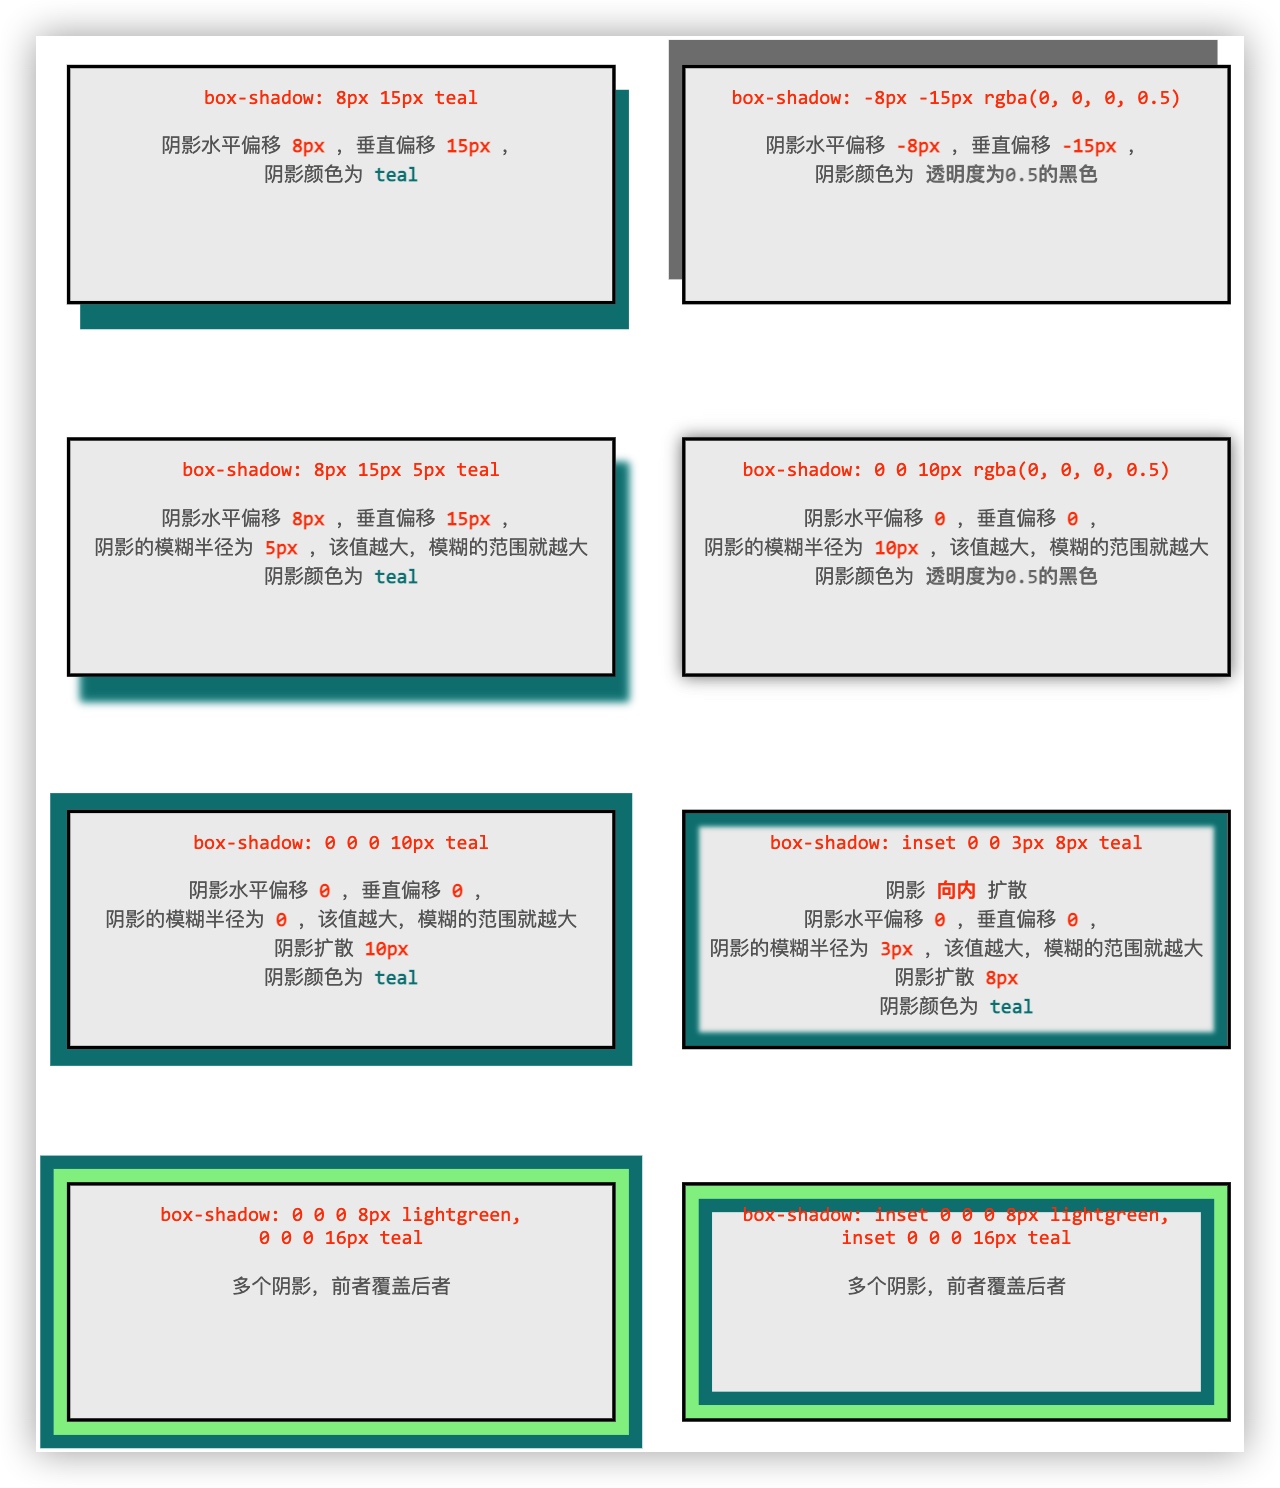 box-shadow: 8px 15px teal
阴影水平偏移 8px ，垂直偏移 15px ，
阴影颜色为 teal
box-shadow: -8px -15px rgba(0, 0, 0, 0.5)
阴影水平偏移 -8px ，垂直偏移 -15px ，
阴影颜色为 透明度为0.5的黑色
box-shadow: 8px 15px 5px teal
阴影水平偏移 8px ，垂直偏移 15px ，
阴影的模糊半径为 5px ，该值越大，模糊的范围就越大
阴影颜色为 teal
box-shadow: 0 0 10px rgba(0, 0, 0, 0.5)
阴影水平偏移 0 ，垂直偏移 0 ，
阴影的模糊半径为 10px ，该值越大，模糊的范围就越大
阴影颜色为 透明度为0.5的黑色
box-shadow: 0 0 0 10px teal
阴影水平偏移 0 ，垂直偏移 0 ，
阴影的模糊半径为 0 ，该值越大，模糊的范围就越大
阴影扩散 10px
阴影颜色为 teal
box-shadow: inset 0 0 3px 8px teal
阴影 向内 扩散
阴影水平偏移 0 ，垂直偏移 0 ，
阴影的模糊半径为 3px ，该值越大，模糊的范围就越大
阴影扩散 8px
阴影颜色为 teal
box-shadow: 0 0 0 8px lightgreen,
0 0 0 16px teal
多个阴影，前者覆盖后者
box-shadow: inset 0 0 0 8px lightgreen,
inset 0 0 0 16px teal
多个阴影，前者覆盖后者